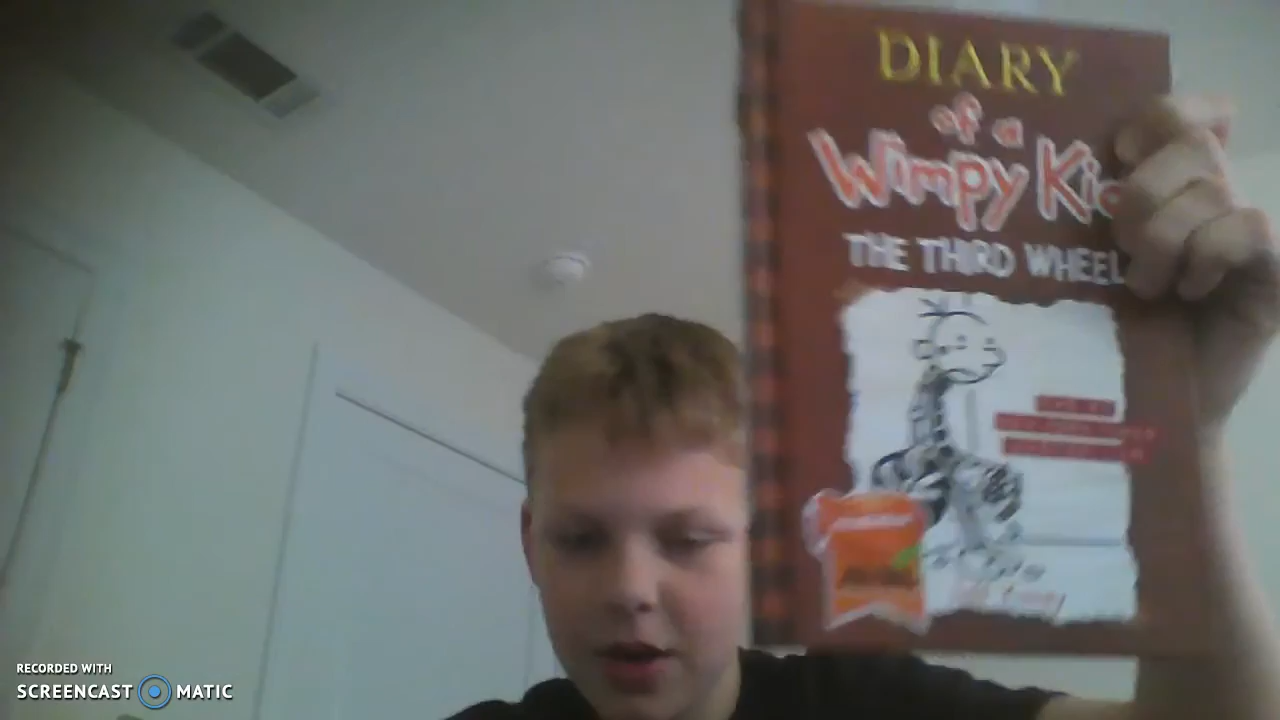 DIARY
of a
Wimpy Ki
THE THIRD WHEEL
RECORDED WITH
SCREENCAST MATIC